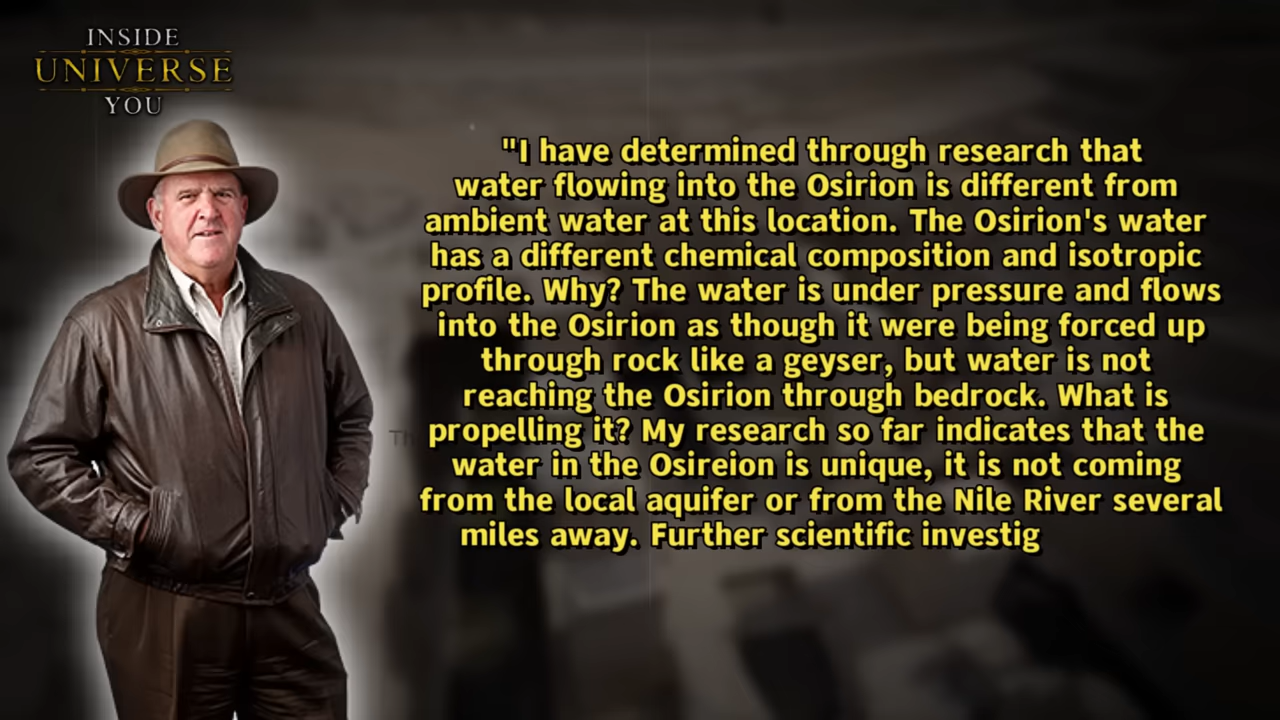 INSIDE
UNIVERSE
YOU
"I have determined through research that
water flowing into the Osirion is different from
ambient water at this location. The Osirion's water
has a different chemical composition and isotropic
profile. Why? The water is under pressure and flows
into the Osirion as though it were being forced up
through rock like a geyser, but water is not
reaching the Osirion through bedrock. What is
propelling it? My research so far indicates that the
water in the Osireion is unique, it is not coming
from the local aquifer or from the Nile River several
miles away. Further scientific investig